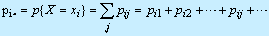 p_{i•} = p{X = x_i} = ∑_j p_{ij} = p_{i1} + p_{i2} + ⋯ + p_{ij} + ⋯